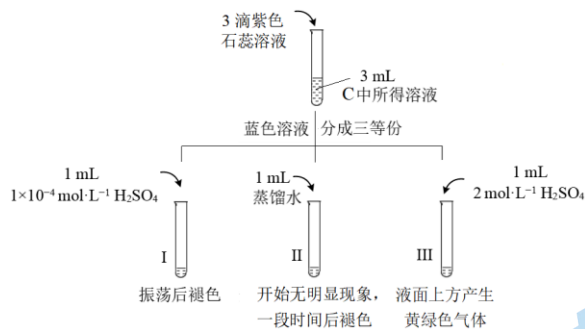 3 滴紫色
石蕊溶液
3 mL
C中所得溶液
蓝色溶液 分成三等份
1 mL
1×10⁻⁴ mol·L⁻¹ H₂SO₄
1 mL
蒸馏水
1 mL
2 mol·L⁻¹ H₂SO₄
I
II
III
振荡后褪色
开始无明显现象，
一段时间后褪色
液面上方产生
黄绿色气体